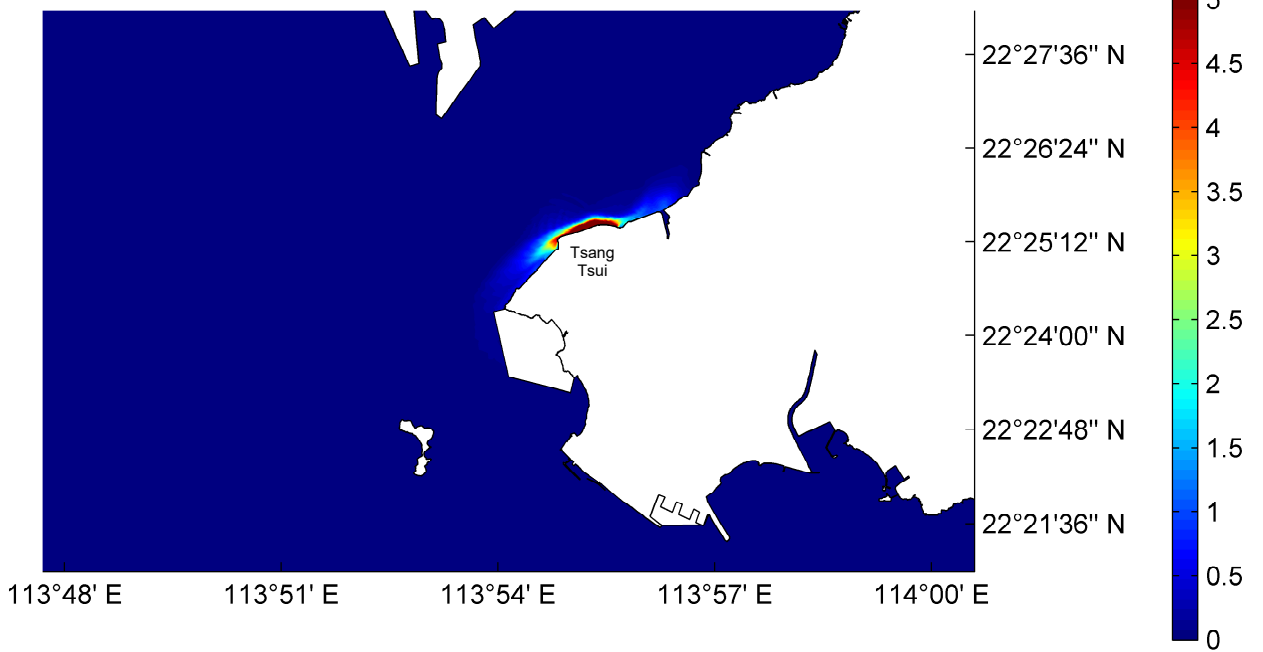 5
4.5
22°27'36" N
4
22°26'24" N
3.5
22°25'12" N
Tsang
Tsui
3
2.5
22°24'00" N
2
22°22'48" N
1.5
1
22°21'36" N
0.5
113°48' E 113°51' E 113°54' E 113°57' E 114°00' E
0